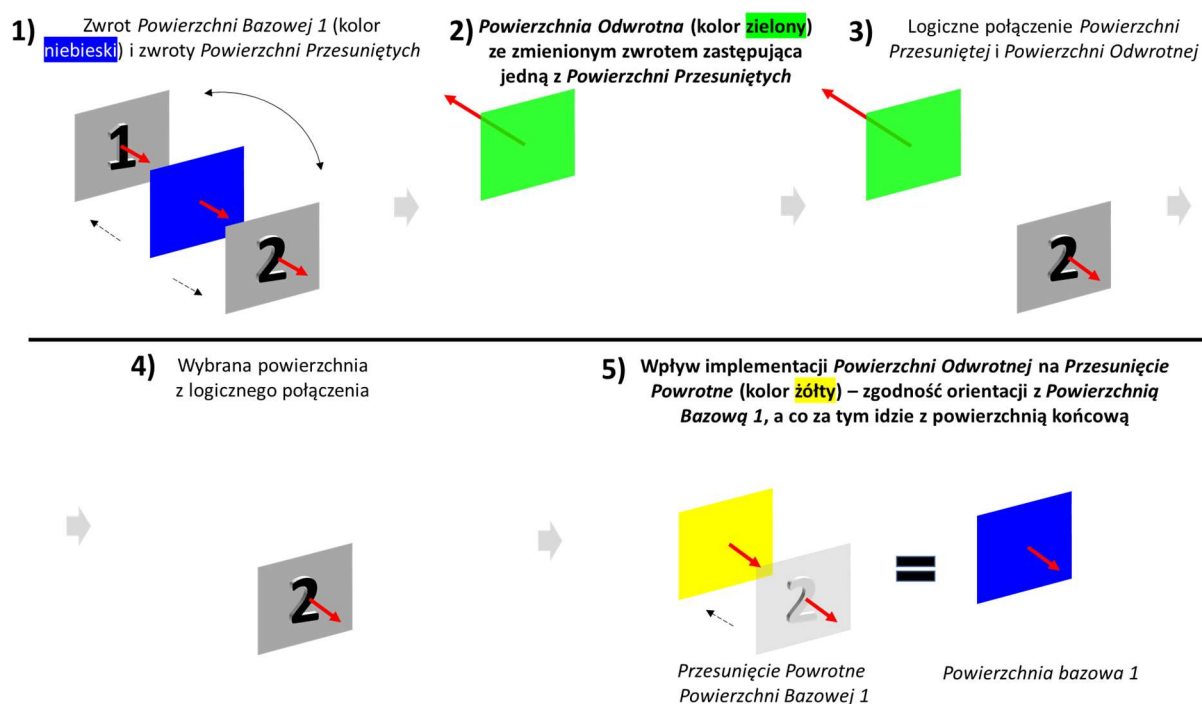 1) Zwrot Powierzchni Bazowej 1 (kolor
niebieski) i zwroty Powierzchni Przesuniętych
1
2
2) Powierzchnia Odwrotna (kolor zielony)
ze zmienionym zwrotem zastępująca
jedną z Powierzchni Przesuniętych
3) Logiczne połączenie Powierzchni
Przesuniętej i Powierzchni Odwrotnej
2
4) Wybrana powierzchnia
z logicznego połączenia
2
5) Wpływ implementacji Powierzchni Odwrotnej na Przesunięcie
Powrotne (kolor żółty) – zgodność orientacji z Powierzchnią
Bazową 1, a co za tym idzie z powierzchnią końcową
2
Przesunięcie Powrotne
Powierzchni Bazowej 1
Powierzchnia bazowa 1